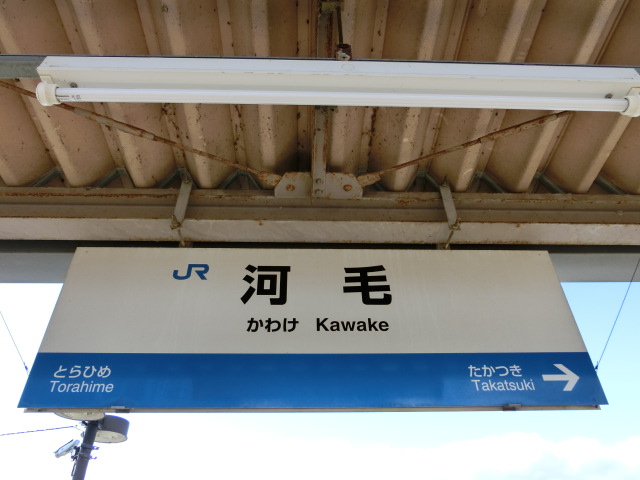 JR 河毛
かわけ Kawake
とらひめ たかつき
Torahime Takatsuki